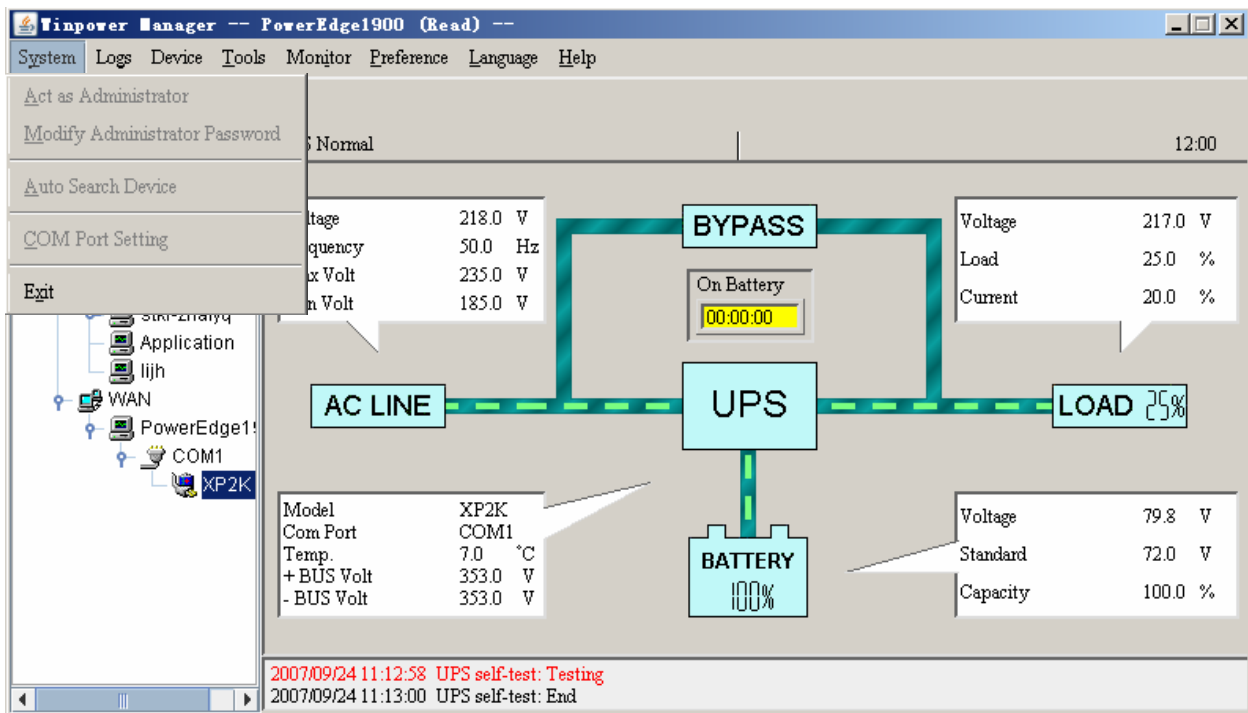 Winpower Manager -- PowerEdge1900 (Read) --
System Logs Device Tools Monitor Preference Language Help
Act as Administrator
Modify Administrator Password
Auto Search Device
COM Port Setting
Exit
Normal 12:00
ltage 218.0 V
quency 50.0 Hz
x Volt 235.0 V
n Volt 185.0 V
BYPASS
On Battery
00:00:00
Voltage 217.0 V
Load 25.0 %
Current 20.0 %
Application
lijh
WAN
PowerEdge19
COM1
XP2K
AC LINE
UPS
LOAD 25%
Model XP2K
Com Port COM1
Temp. 7.0 °C
+ BUS Volt 353.0 V
- BUS Volt 353.0 V
BATTERY
100%
Voltage 79.8 V
Standard 72.0 V
Capacity 100.0 %
2007/09/24 11:12:58 UPS self-test: Testing
2007/09/24 11:13:00 UPS self-test: End